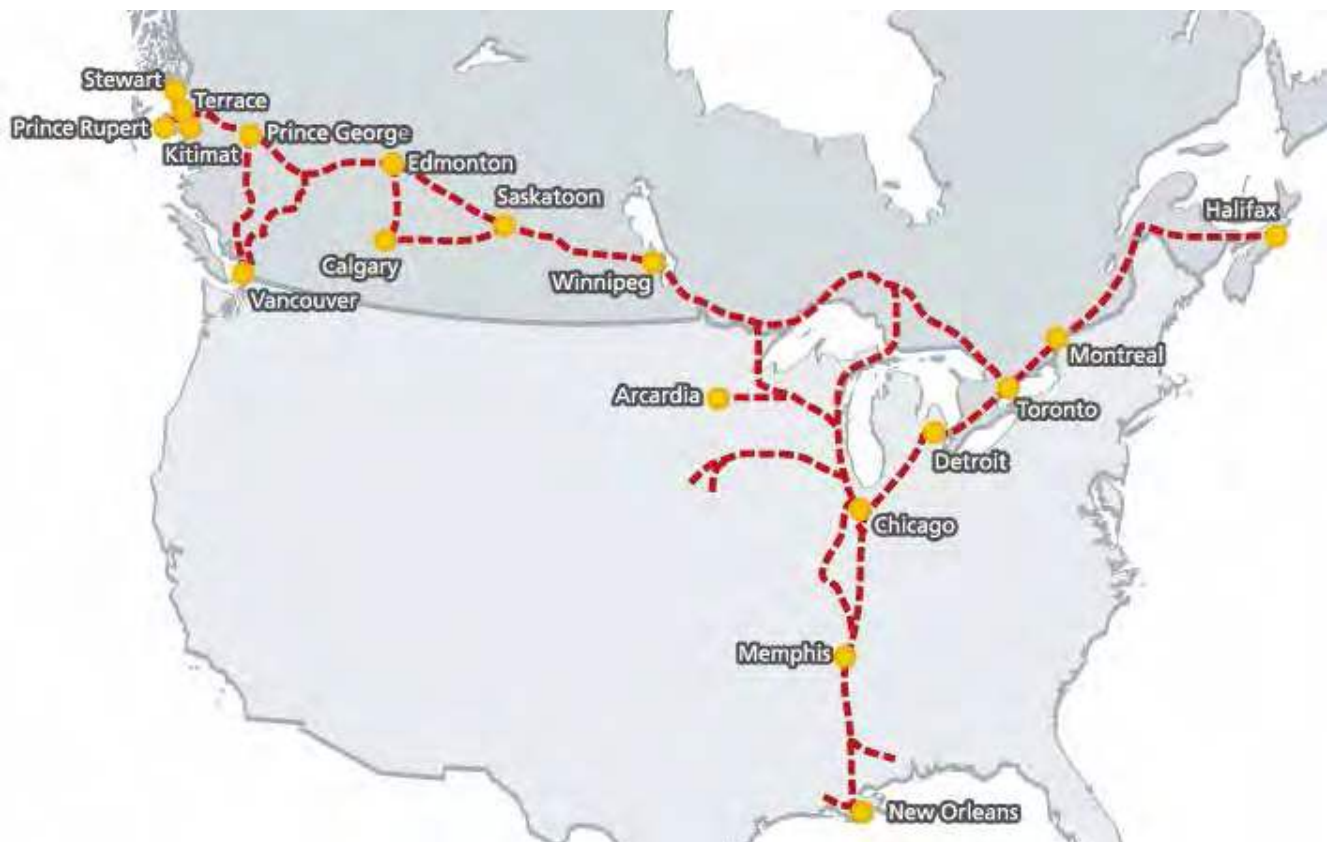 Stewart
Terrace
Prince Rupert
Prince George
Kitimat
Edmonton
Saskatoon
Halifax
Calgary
Winnipeg
Vancouver
Montreal
Arcardia
Toronto
Detroit
Chicago
Memphis
New Orleans